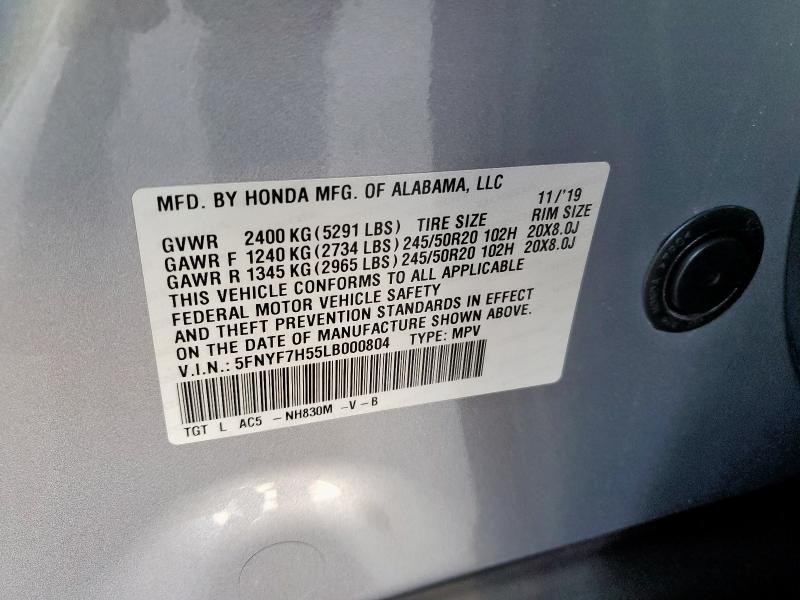 MFD. BY HONDA MFG. OF ALABAMA, LLC 11/'19
GVWR 2400 KG (5291 LBS) TIRE SIZE RIM SIZE
GAWR F 1240 KG (2734 LBS) 245/50R20 102H 20X8.0J
GAWR R 1345 KG (2965 LBS) 245/50R20 102H 20X8.0J
THIS VEHICLE CONFORMS TO ALL APPLICABLE
FEDERAL MOTOR VEHICLE SAFETY
AND THEFT PREVENTION STANDARDS IN EFFECT
ON THE DATE OF MANUFACTURE SHOWN ABOVE.
V.I.N.: 5FNYF7H55LB000804 TYPE: MPV
TGT L AC5 -NH830M -V-B